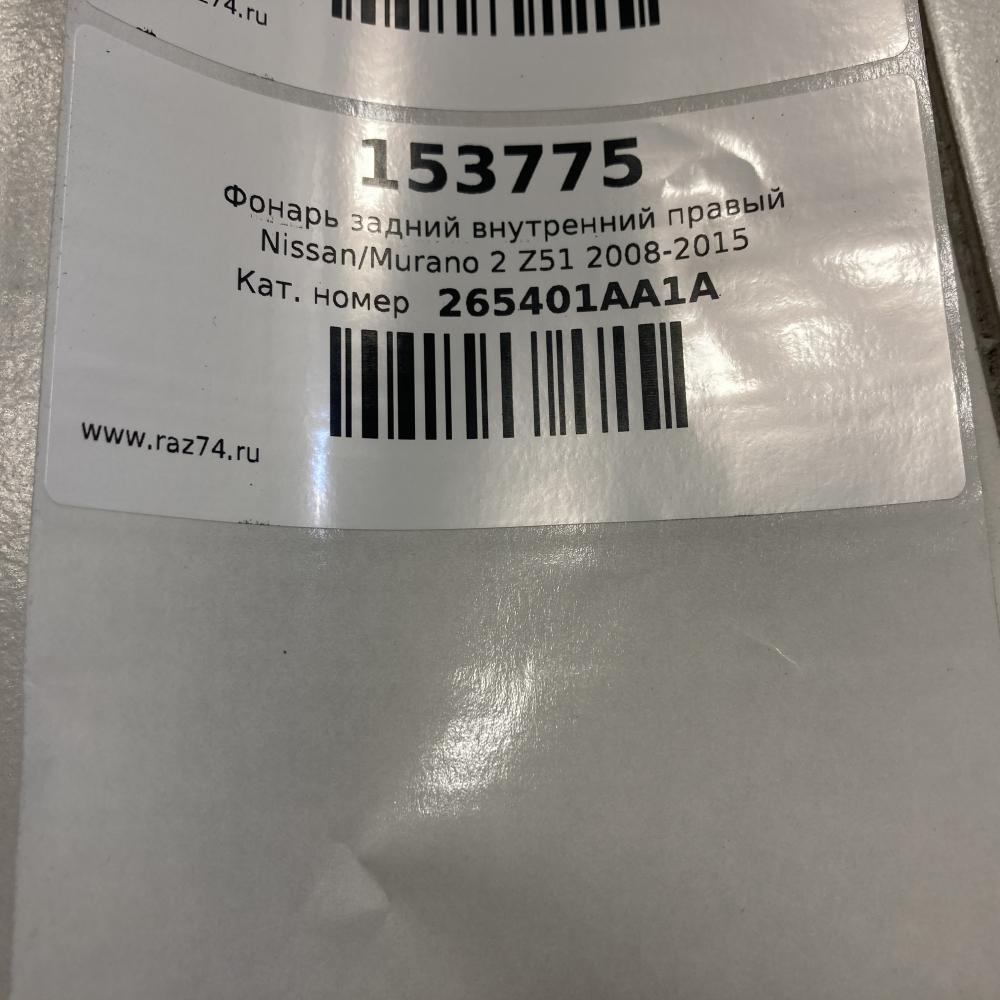 153775
Фонарь задний внутренний правый
Nissan/Murano 2 Z51 2008-2015
Кат. номер 265401AA1A
www.raz74.ru